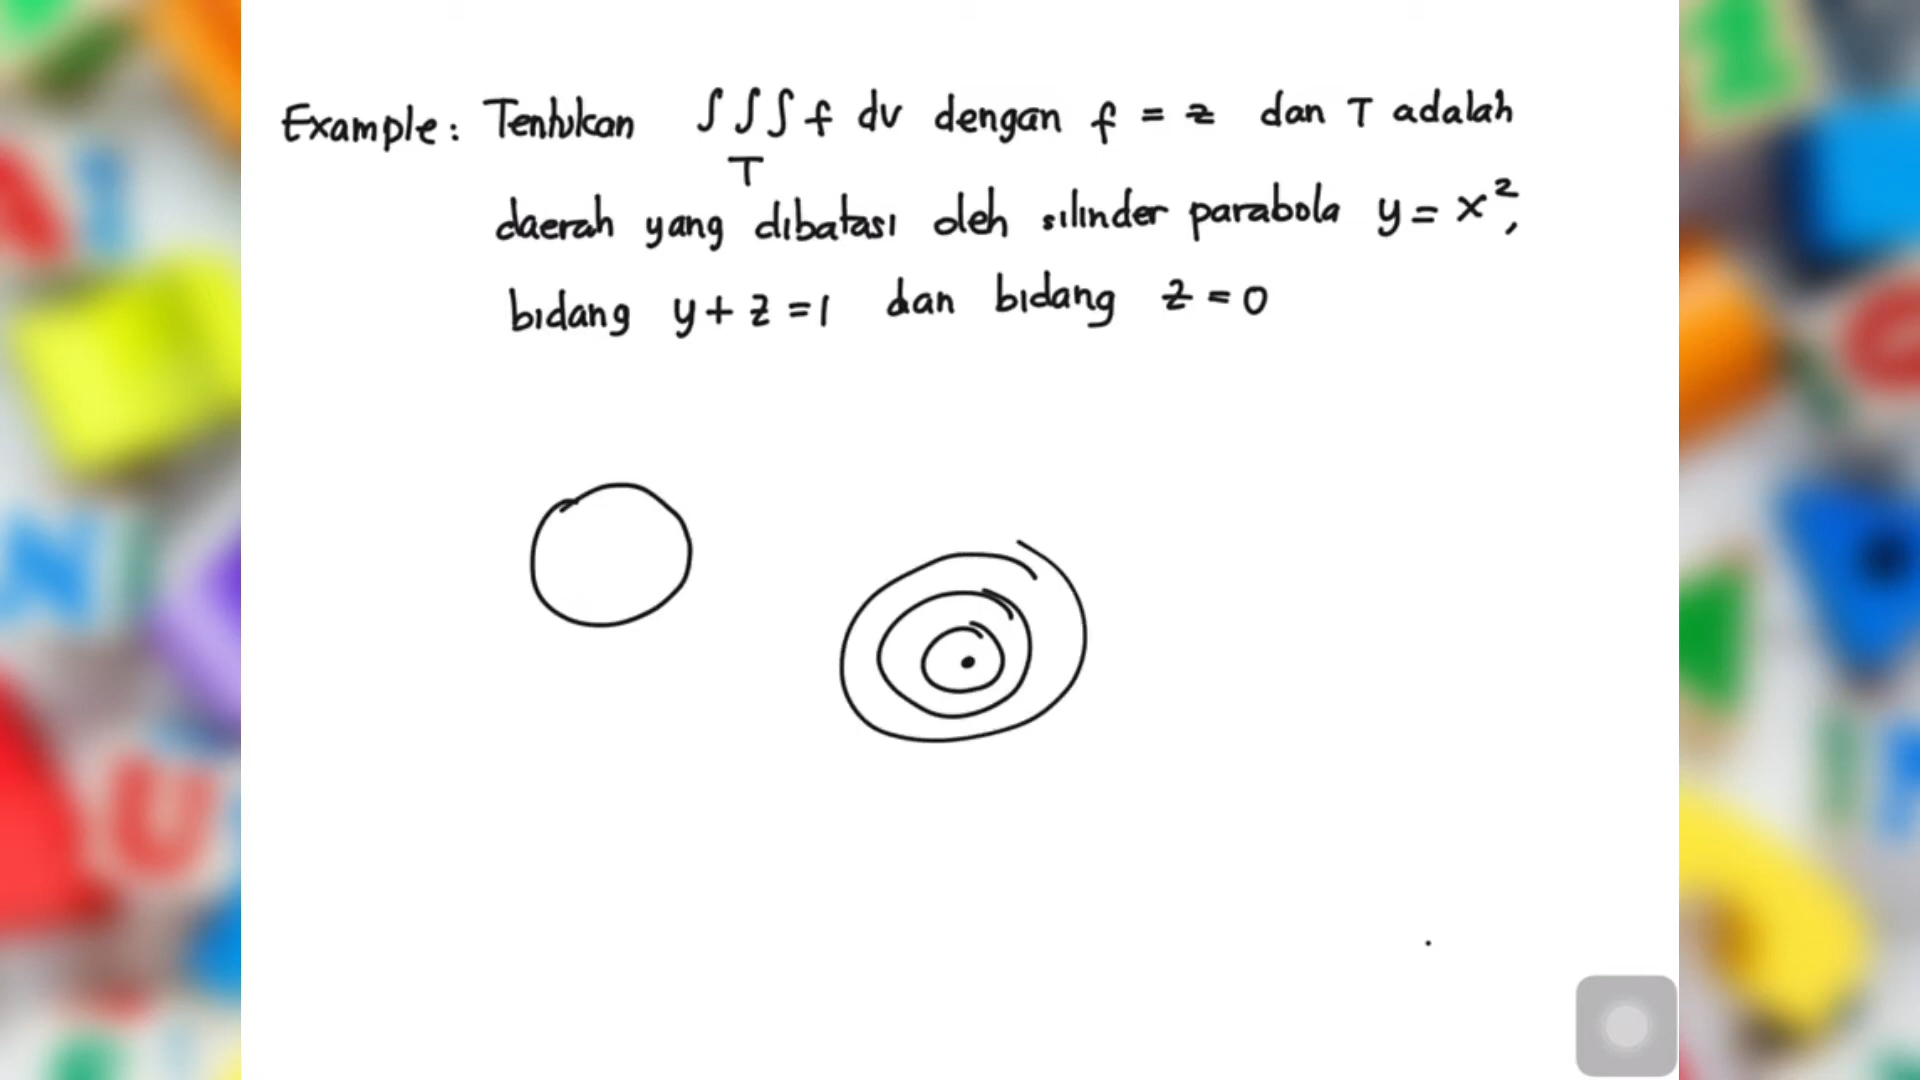 Example: Tentukan ∫∫∫ f dv dengan f = z dan T adalah
T
daerah yang dibatasi oleh silinder parabola y = x²,
bidang y + z = 1 dan bidang z = 0